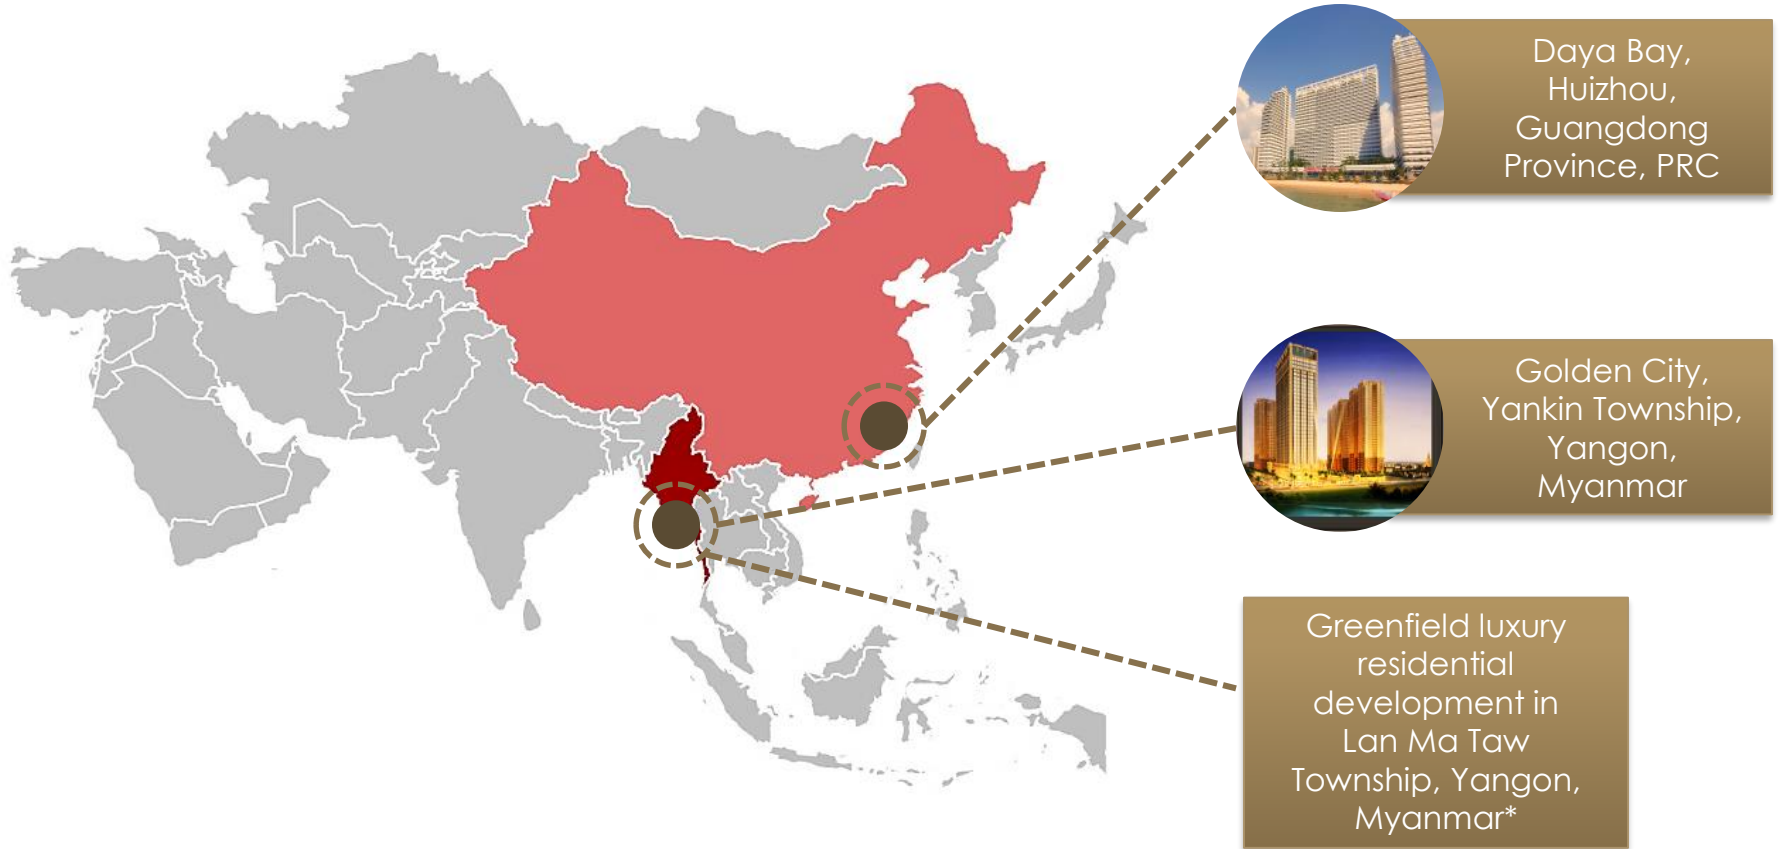 Daya Bay,
Huizhou,
Guangdong
Province, PRC
Golden City,
Yankin Township,
Yangon,
Myanmar
Greenfield luxury
residential
development in
Lan Ma Taw
Township, Yangon,
Myanmar*